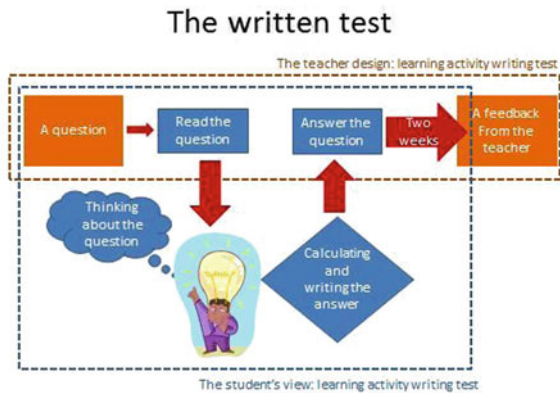 The written test
The teacher design: learning activity writing test
A question
Read the
question
Answer the
question
Two
weeks
A feedback
From the
teacher
Thinking
about the
question
Calculating
and
writing the
answer
The student's view: learning activity writing test